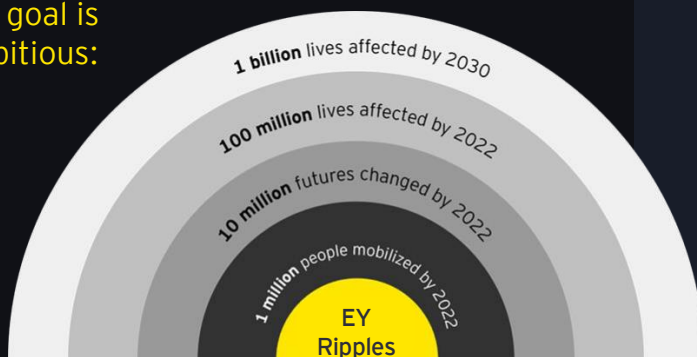 goal is
bitious:
1 billion lives affected by 2030
100 million lives affected by 2022
10 million futures changed by 2022
1 million people mobilized by 2022
EY
Ripples